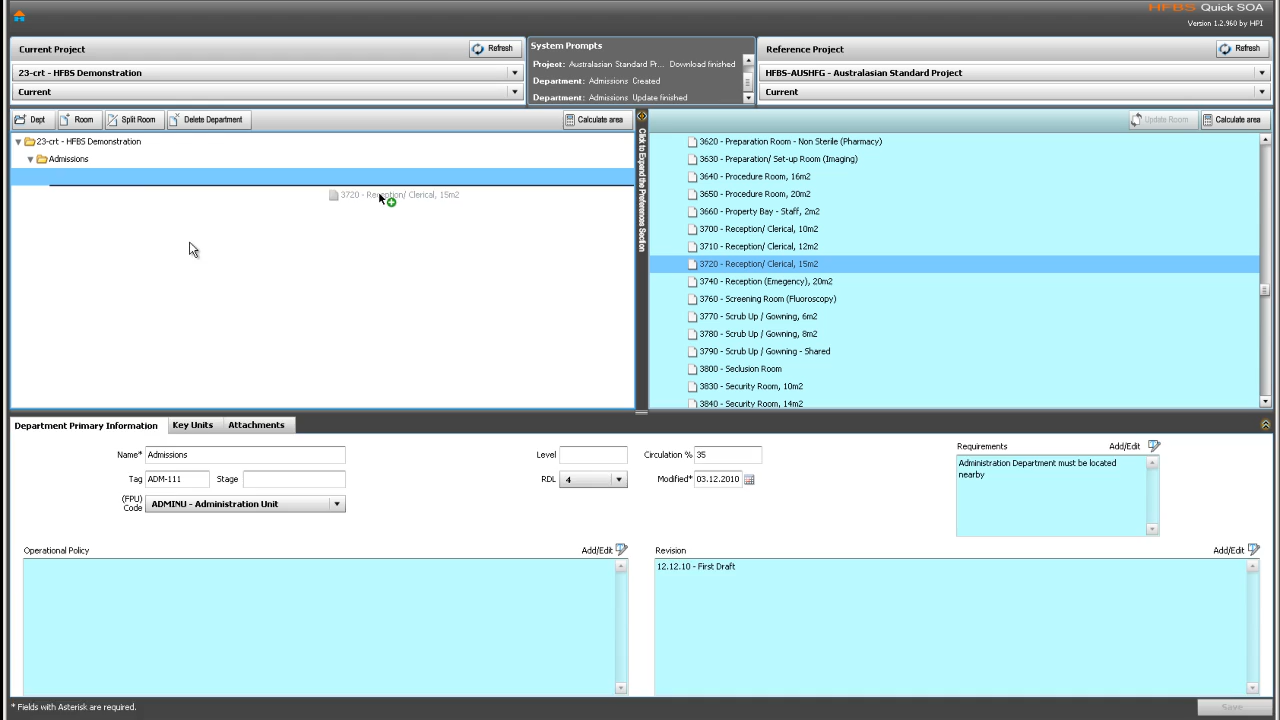 HFBS Quick SOA
Version 1.2.960 by HPI
Current Project
Refresh
23-crt - HFBS Demonstration
Current
System Prompts
Project: Australasian Standard Pr... Download finished
Department: Admissions Created
Department: Admissions Update finished
Reference Project
Refresh
HFBS-AUSHFG - Australasian Standard Project
Current
Dept
Room
Split Room
Delete Department
Calculate area
Update Room
Calculate area
23-crt - HFBS Demonstration
Admissions
3720 - Reception/ Clerical, 15m2
Click to Expand the Preferences Section
3620 - Preparation Room - Non Sterile (Pharmacy)
3630 - Preparation/ Set-up Room (Imaging)
3640 - Procedure Room, 16m2
3650 - Procedure Room, 20m2
3660 - Property Bay - Staff, 2m2
3700 - Reception/ Clerical, 10m2
3710 - Reception/ Clerical, 12m2
3720 - Reception/ Clerical, 15m2
3740 - Reception (Emegency), 20m2
3760 - Screening Room (Fluoroscopy)
3770 - Scrub Up / Gowning, 6m2
3780 - Scrub Up / Gowning, 8m2
3790 - Scrub Up / Gowning - Shared
3800 - Seclusion Room
3830 - Security Room, 10m2
3840 - Security Room, 14m2
Department Primary Information
Key Units
Attachments
Name* Admissions
Level
Circulation % 35
Requirements
Add/Edit
Administration Department must be located
nearby
Tag ADM-111
Stage
RDL 4
Modified* 03.12.2010
(FPU)
Code ADMINU - Administration Unit
Operational Policy
Add/Edit
Revision
Add/Edit
12.12.10 - First Draft
* Fields with Asterisk are required.
Save